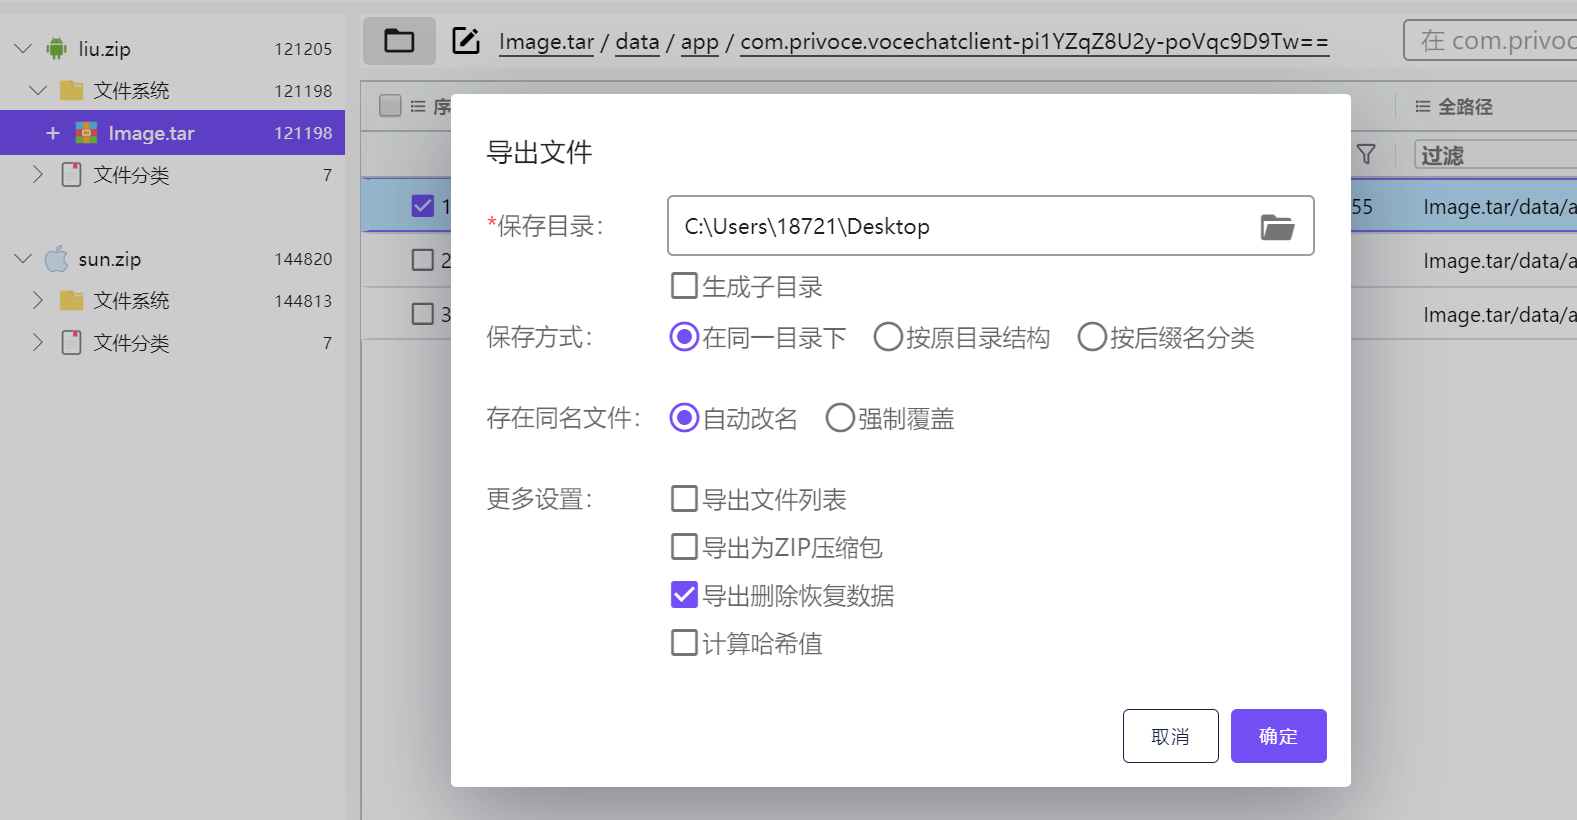 liu.zip 121205
文件系统 121198
Image.tar 121198
文件分类 7
sun.zip 144820
文件系统 144813
文件分类 7
Image.tar / data / app / com.privoce.vocechatclient-pi1YZqZ8U2y-poVqc9D9Tw==
在 com.privoc
序
全路径
过滤
1
55
Image.tar/data/a
2
Image.tar/data/a
3
Image.tar/data/a
导出文件
*保存目录:
C:\Users\18721\Desktop
生成子目录
保存方式:
在同一目录下 按原目录结构 按后缀名分类
存在同名文件:
自动改名 强制覆盖
更多设置:
导出文件列表
导出为ZIP压缩包
导出删除恢复数据
计算哈希值
取消 确定